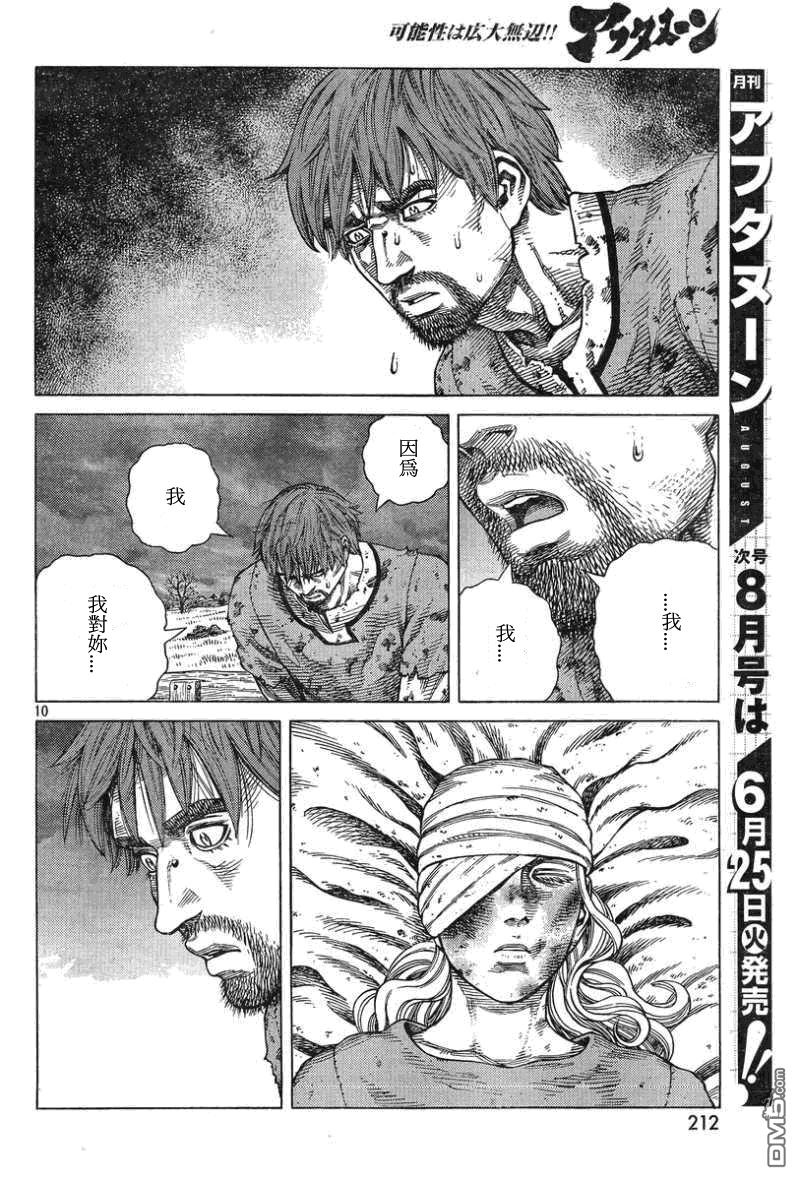 可能性は広大無辺!! アフタヌーン
月刊
アフタヌーン
AUGUST
次号
8月号は
6月25日火発売!!
……我
我……
因爲
我
我對妳……
10
212
DM5.com